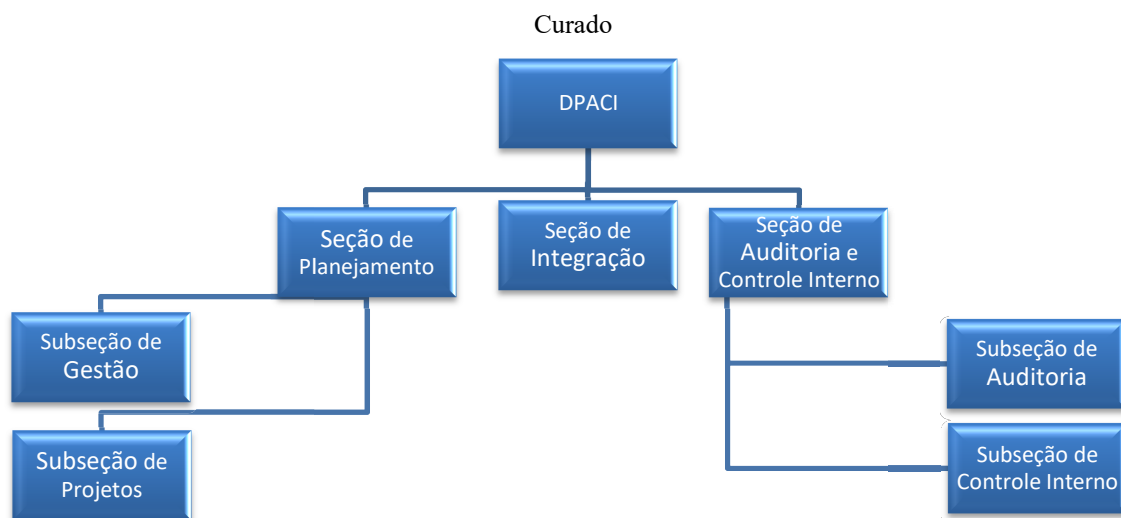 Curado
DPACI
Seção de
Planejamento
Seção de
Integração
Seção de
Auditoria e
Controle Interno
Subseção de
Gestão
Subseção de
Projetos
Subseção de
Auditoria
Subseção de
Controle Interno